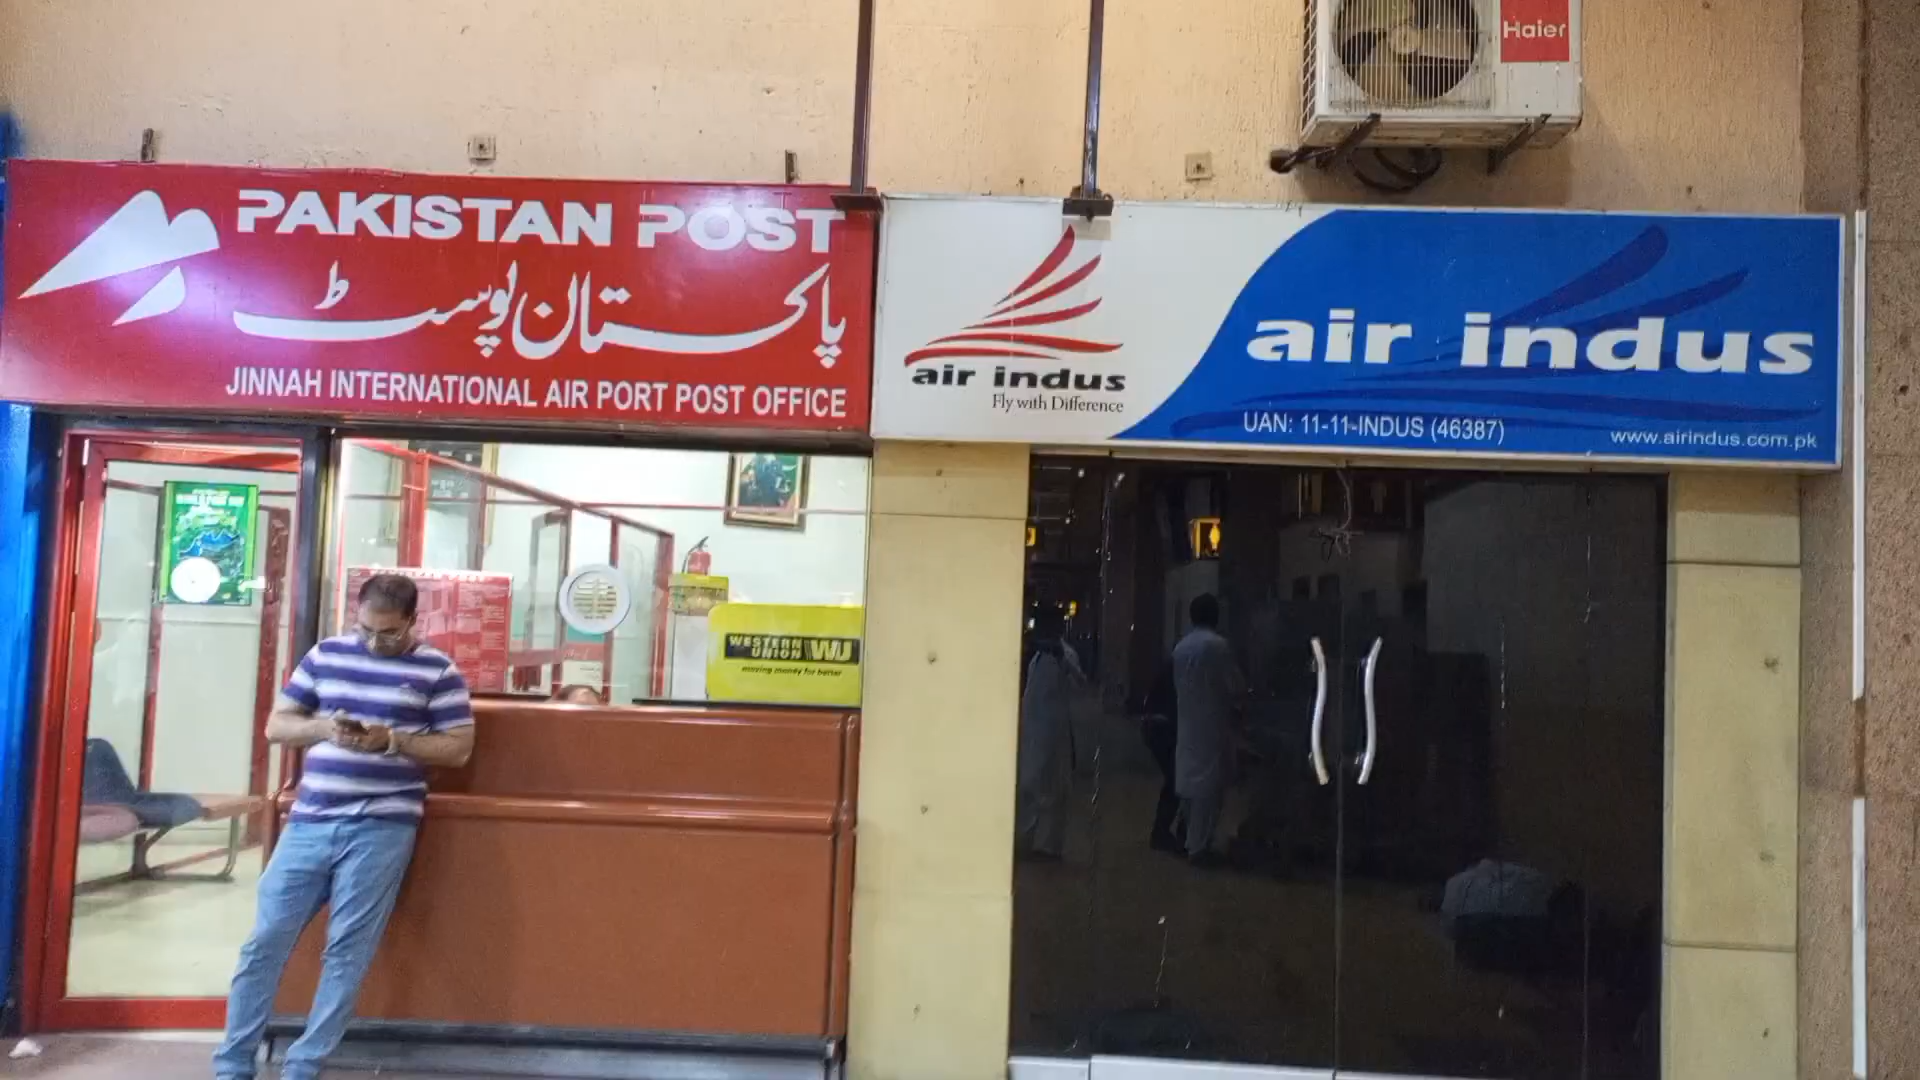 Haier
PAKISTAN POST
پاکستان پوسٹ
JINNAH INTERNATIONAL AIR PORT POST OFFICE
air indus
Fly with Difference
air indus
UAN: 11-11-INDUS (46387)
www.airindus.com.pk
WESTERN UNION WU
moving money for better